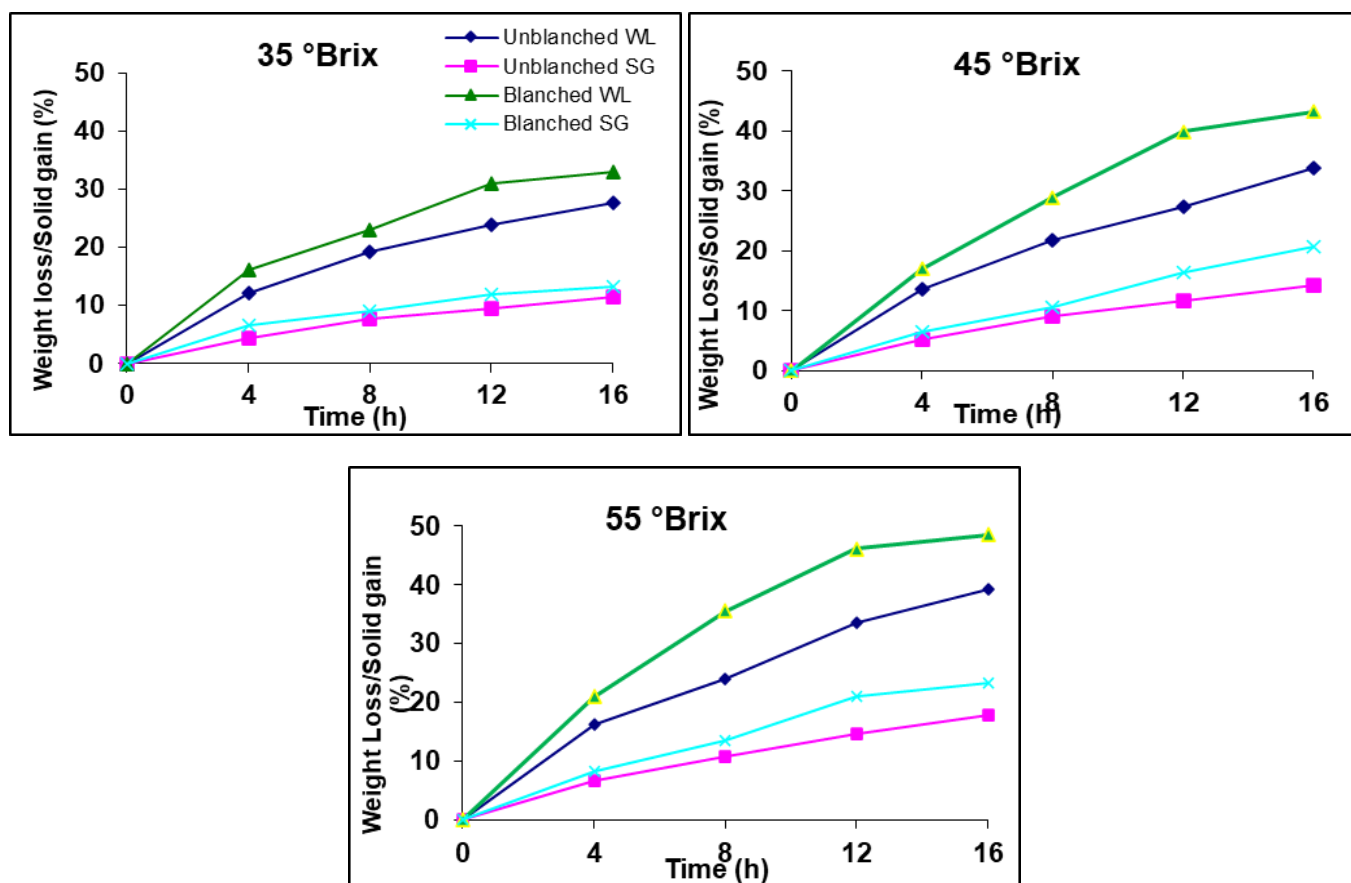 35 °Brix
Unblanched WL
Unblanched SG
Blanched WL
Blanched SG
Weight loss/Solid gain (%)
50
40
30
20
10
0
0 4 8 12 16
Time (h)
45 °Brix
Weight Loss/Solid gain (%)
50
40
30
20
10
0
0 4 8 12 16
Time (h)
55 °Brix
Weight Loss/Solid gain
(%)
50
40
30
20
10
0
0 4 8 12 16
Time (h)